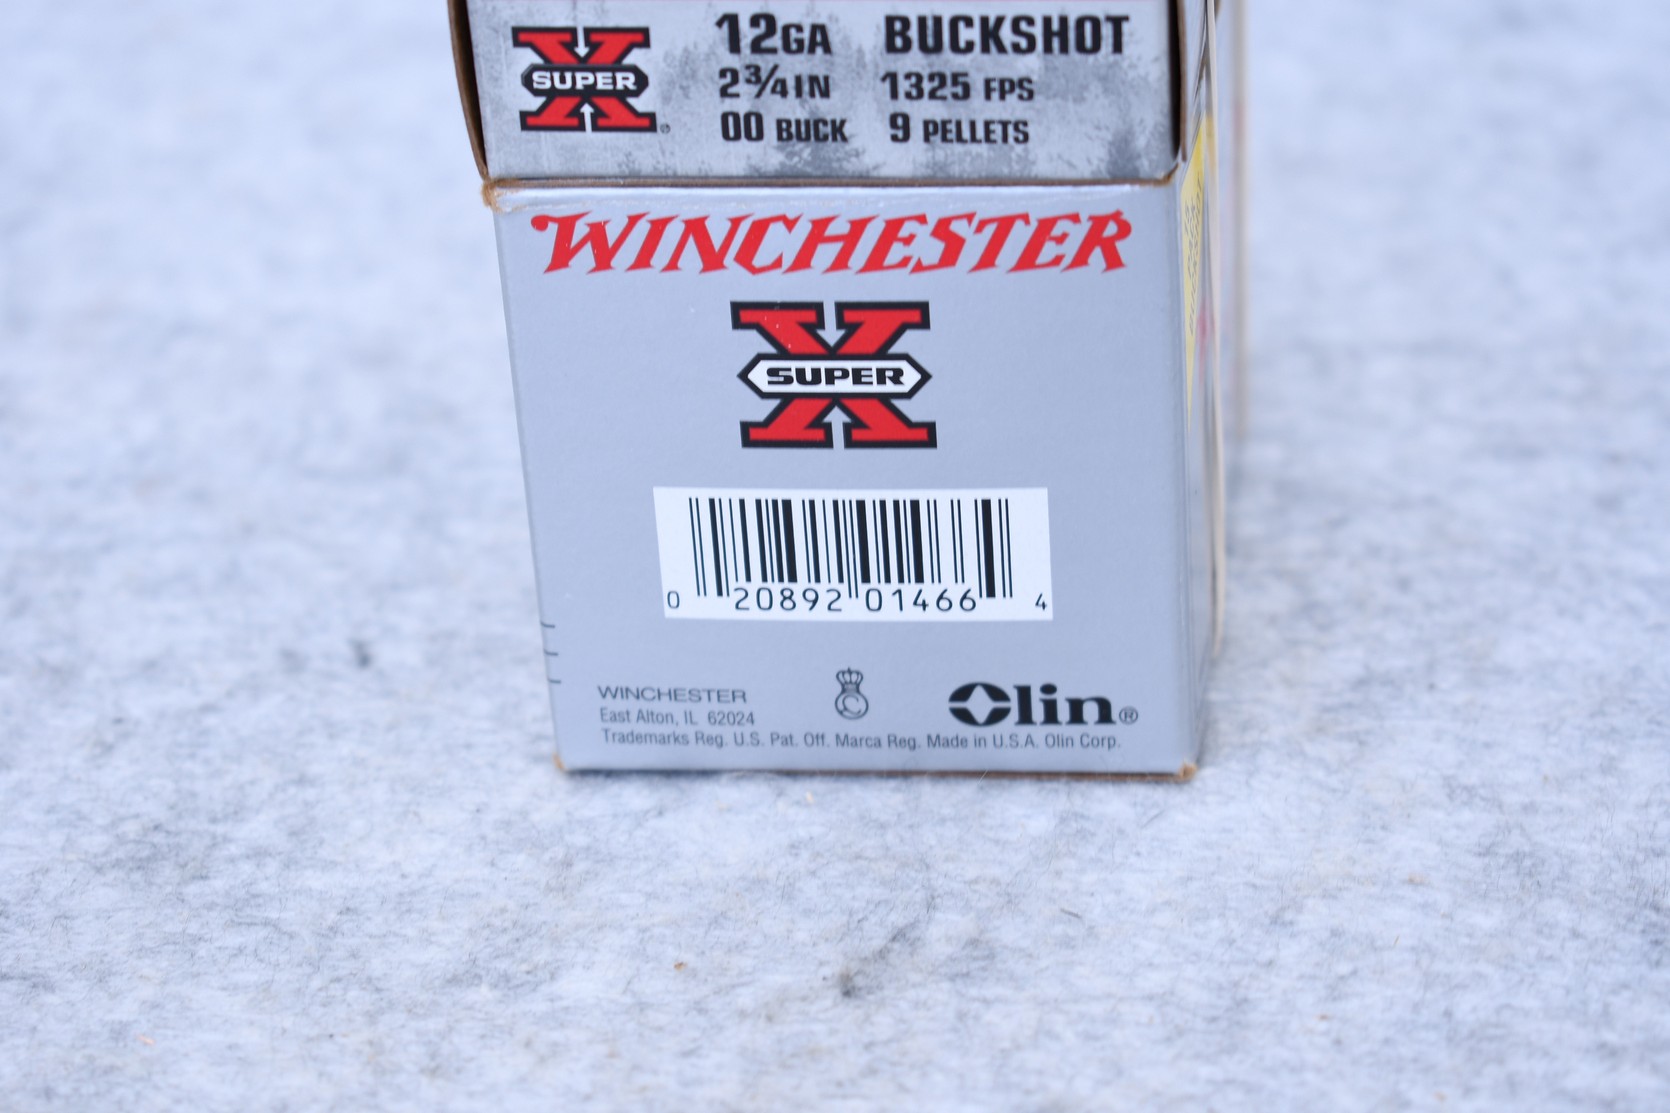 SUPER X ®
12GA BUCKSHOT
2¾IN 1325 FPS
00 BUCK 9 PELLETS
WINCHESTER
SUPER X
0 20892 01466 4
WINCHESTER
East Alton, IL 62024
Olin®
Trademarks Reg. U.S. Pat. Off. Marca Reg. Made in U.S.A. Olin Corp.